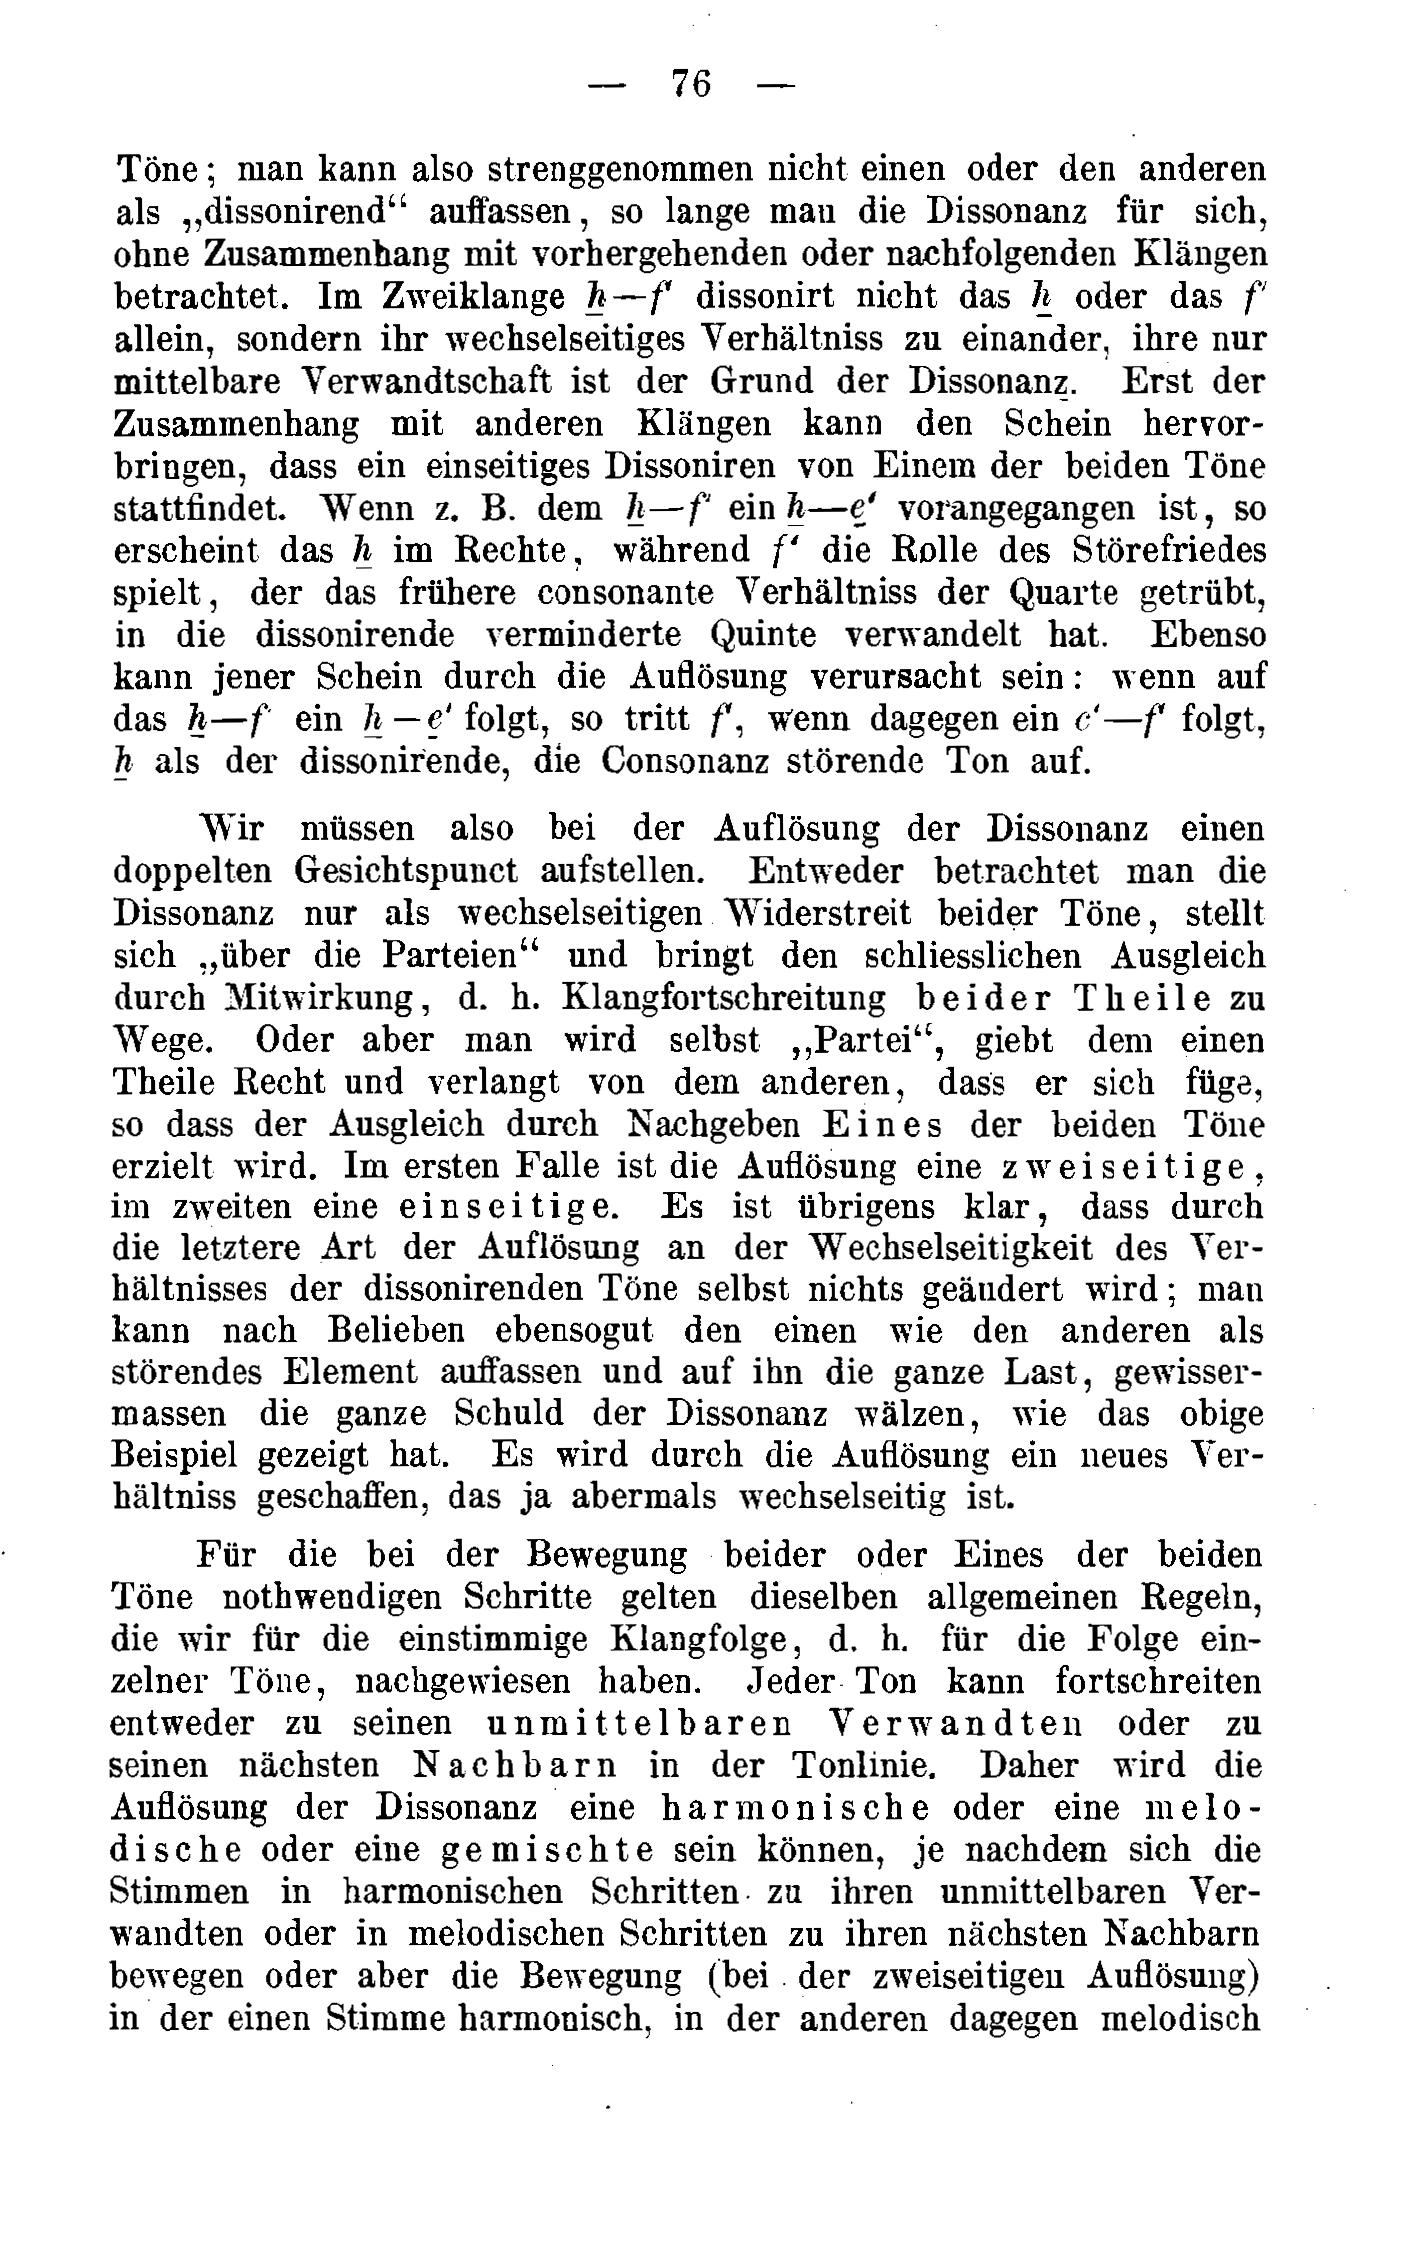 — 76 —
Töne; man kann also strenggenommen nicht einen oder den anderen
als „dissonirend“ auffassen, so lange man die Dissonanz für sich,
ohne Zusammenhang mit vorhergehenden oder nachfolgenden Klängen
betrachtet. Im Zweiklange h̲—f' dissonirt nicht das h̲ oder das f'
allein, sondern ihr wechselseitiges Verhältniss zu einander, ihre nur
mittelbare Verwandtschaft ist der Grund der Dissonanz. Erst der
Zusammenhang mit anderen Klängen kann den Schein hervor-
bringen, dass ein einseitiges Dissoniren von Einem der beiden Töne
stattfindet. Wenn z. B. dem h̲—f' ein h̲—e̲' vorangegangen ist, so
erscheint das h̲ im Rechte, während f' die Rolle des Störefriedes
spielt, der das frühere consonante Verhältniss der Quarte getrübt,
in die dissonirende verminderte Quinte verwandelt hat. Ebenso
kann jener Schein durch die Auflösung verursacht sein: wenn auf
das h̲—f' ein h̲—e̲' folgt, so tritt f', wenn dagegen ein c'—f' folgt,
h̲ als der dissonirende, die Consonanz störende Ton auf.
Wir müssen also bei der Auflösung der Dissonanz einen
doppelten Gesichtspunct aufstellen. Entweder betrachtet man die
Dissonanz nur als wechselseitigen Widerstreit beider Töne, stellt
sich „über die Parteien“ und bringt den schliesslichen Ausgleich
durch Mitwirkung, d. h. Klangfortschreitung beider Theile zu
Wege. Oder aber man wird selbst „Partei“, giebt dem einen
Theile Recht und verlangt von dem anderen, dass er sich füge,
so dass der Ausgleich durch Nachgeben Eines der beiden Töne
erzielt wird. Im ersten Falle ist die Auflösung eine zweiseitige,
im zweiten eine einseitige. Es ist übrigens klar, dass durch
die letztere Art der Auflösung an der Wechselseitigkeit des Ver-
hältnisses der dissonirenden Töne selbst nichts geändert wird; man
kann nach Belieben ebensogut den einen wie den anderen als
störendes Element auffassen und auf ihn die ganze Last, gewisser-
massen die ganze Schuld der Dissonanz wälzen, wie das obige
Beispiel gezeigt hat. Es wird durch die Auflösung ein neues Ver-
hältniss geschaffen, das ja abermals wechselseitig ist.
Für die bei der Bewegung beider oder Eines der beiden
Töne nothwendigen Schritte gelten dieselben allgemeinen Regeln,
die wir für die einstimmige Klangfolge, d. h. für die Folge ein-
zelner Töne, nachgewiesen haben. Jeder Ton kann fortschreiten
entweder zu seinen unmittelbaren Verwandten oder zu
seinen nächsten Nachbarn in der Tonlinie. Daher wird die
Auflösung der Dissonanz eine harmonische oder eine melo-
dische oder eine gemischte sein können, je nachdem sich die
Stimmen in harmonischen Schritten zu ihren unmittelbaren Ver-
wandten oder in melodischen Schritten zu ihren nächsten Nachbarn
bewegen oder aber die Bewegung (bei der zweiseitigen Auflösung)
in der einen Stimme harmonisch, in der anderen dagegen melodisch